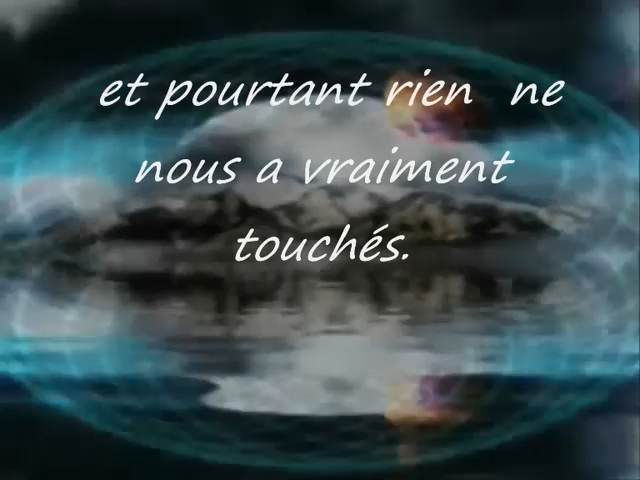 et pourtant rien ne
nous a vraiment
touchés.